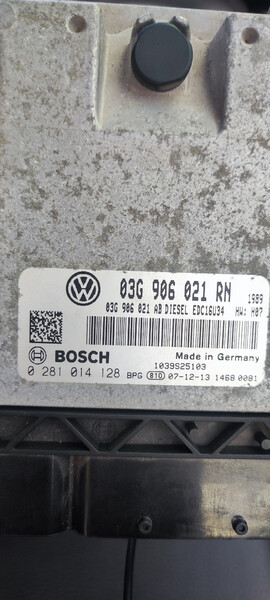 03G 906 021 RN 1989
03G 906 021 AB DIESEL EDC16U34 HW: H07
BOSCH Made in Germany
1039S25103
0 281 014 128 BPG 810 07-12-13 1468 0081